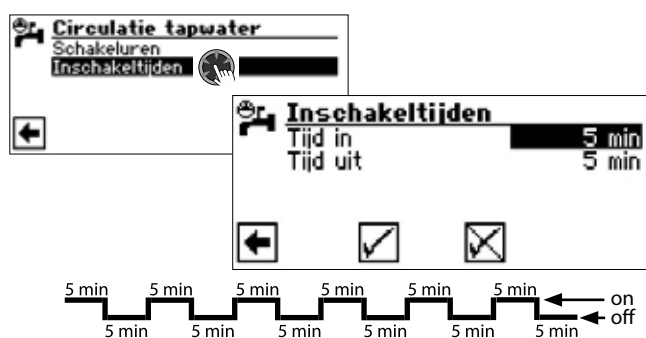 Circulatie tapwater
Schakeluren
Inschakeltijden
Inschakeltijden
Tijd in 5 min
Tijd uit 5 min
5 min 5 min 5 min 5 min 5 min 5 min on
off
5 min 5 min 5 min 5 min 5 min 5 min